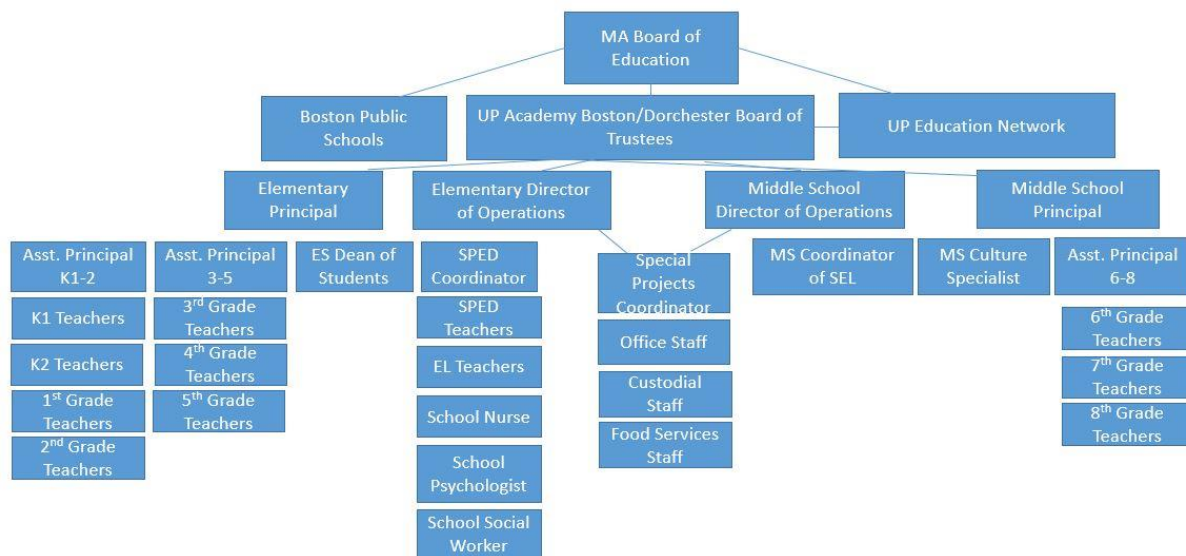 MA Board of
Education
Boston Public
Schools
UP Academy Boston/Dorchester Board of
Trustees
UP Education Network
Elementary
Principal
Elementary Director
of Operations
Middle School
Director of Operations
Middle School
Principal
Asst. Principal
K1-2
Asst. Principal
3-5
ES Dean of
Students
SPED
Coordinator
Special
Projects
Coordinator
MS Coordinator
of SEL
MS Culture
Specialist
Asst. Principal
6-8
K1 Teachers
K2 Teachers
1st Grade
Teachers
2nd Grade
Teachers
3rd Grade
Teachers
4th Grade
Teachers
5th Grade
Teachers
SPED
Teachers
EL Teachers
School Nurse
School
Psychologist
School Social
Worker
Office Staff
Custodial
Staff
Food Services
Staff
6th Grade
Teachers
7th Grade
Teachers
8th Grade
Teachers